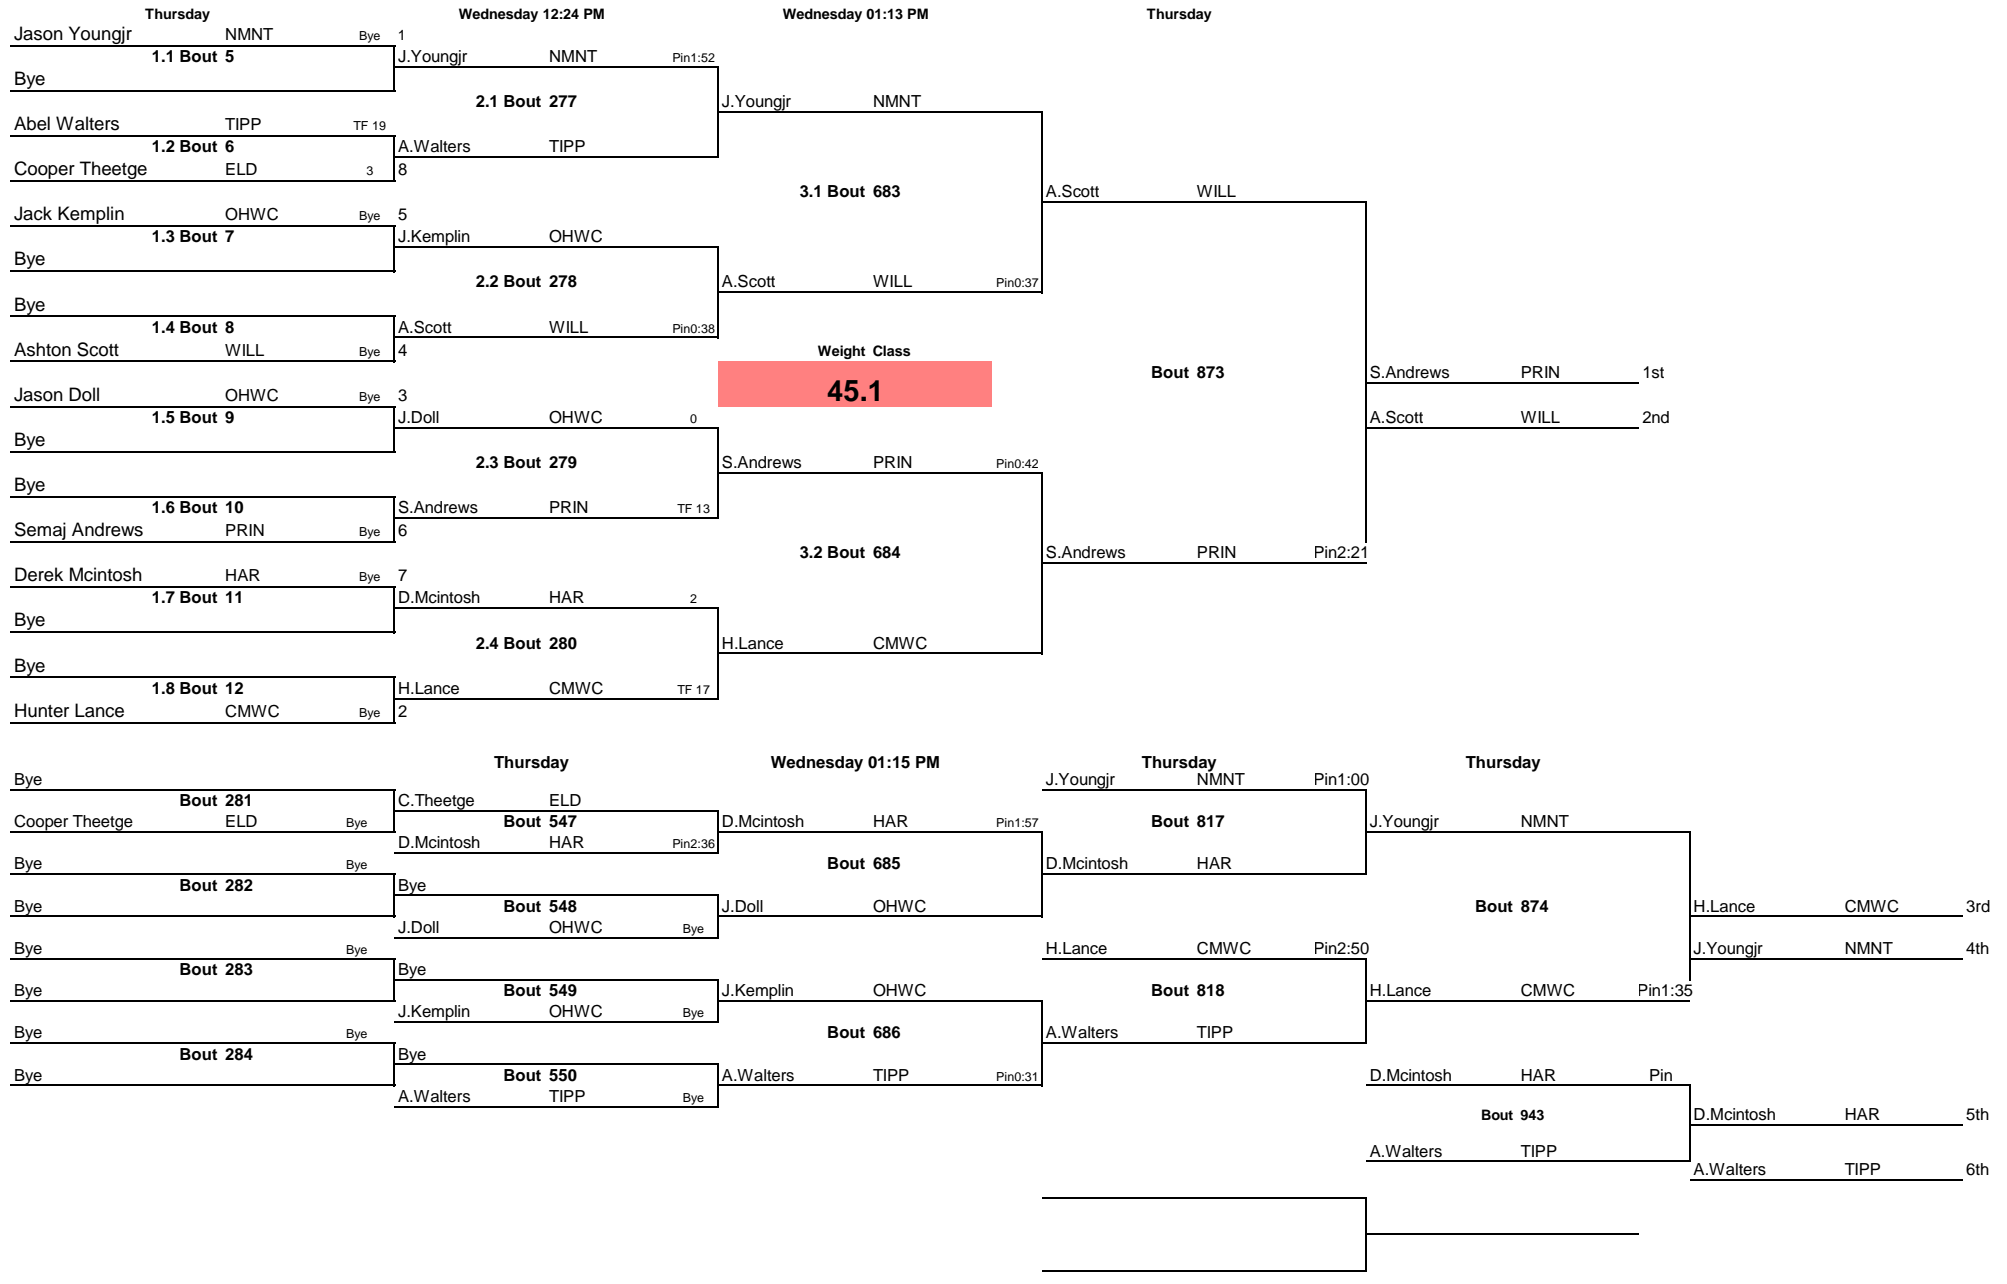 Thursday Wednesday 12:24 PM Wednesday 01:13 PM Thursday
Jason Youngjr NMNT Bye 1
1.1 Bout 5 J.Youngjr NMNT Pin1:52
Bye
2.1 Bout 277 J.Youngjr NMNT
Abel Walters TIPP TF 19
1.2 Bout 6 A.Walters TIPP
Cooper Theetge ELD 3 8
3.1 Bout 683 A.Scott WILL
Jack Kemplin OHWC Bye 5
1.3 Bout 7 J.Kemplin OHWC
Bye
2.2 Bout 278 A.Scott WILL Pin0:37
Bye
1.4 Bout 8 A.Scott WILL Pin0:38
Ashton Scott WILL Bye 4 Weight Class
Bout 873 S.Andrews PRIN 1st
45.1
Jason Doll OHWC Bye 3
1.5 Bout 9 J.Doll OHWC 0 A.Scott WILL 2nd
Bye
2.3 Bout 279 S.Andrews PRIN Pin0:42
Bye
1.6 Bout 10 S.Andrews PRIN TF 13
Semaj Andrews PRIN Bye 6
3.2 Bout 684 S.Andrews PRIN Pin2:21
Derek Mcintosh HAR Bye 7
1.7 Bout 11 D.Mcintosh HAR 2
Bye
2.4 Bout 280 H.Lance CMWC
Bye
1.8 Bout 12 H.Lance CMWC TF 17
Hunter Lance CMWC Bye 2
Thursday Wednesday 01:15 PM Thursday Thursday
Bye J.Youngjr NMNT Pin1:00
Bout 281 C.Theetge ELD
Cooper Theetge ELD Bye Bout 547 D.Mcintosh HAR Pin1:57 Bout 817 J.Youngjr NMNT
D.Mcintosh HAR Pin2:36
Bye Bye Bout 685 D.Mcintosh HAR
Bout 282 Bye
Bye Bout 548 J.Doll OHWC Bout 874 H.Lance CMWC 3rd
J.Doll OHWC Bye
Bye Bye H.Lance CMWC Pin2:50 J.Youngjr NMNT 4th
Bout 283 Bye
Bye Bout 549 J.Kemplin OHWC Bout 818 H.Lance CMWC Pin1:35
J.Kemplin OHWC Bye
Bye Bye Bout 686 A.Walters TIPP
Bout 284 Bye
Bye Bout 550 A.Walters TIPP Pin0:31 D.Mcintosh HAR Pin
A.Walters TIPP Bye
Bout 943 D.Mcintosh HAR 5th
A.Walters TIPP
A.Walters TIPP 6th